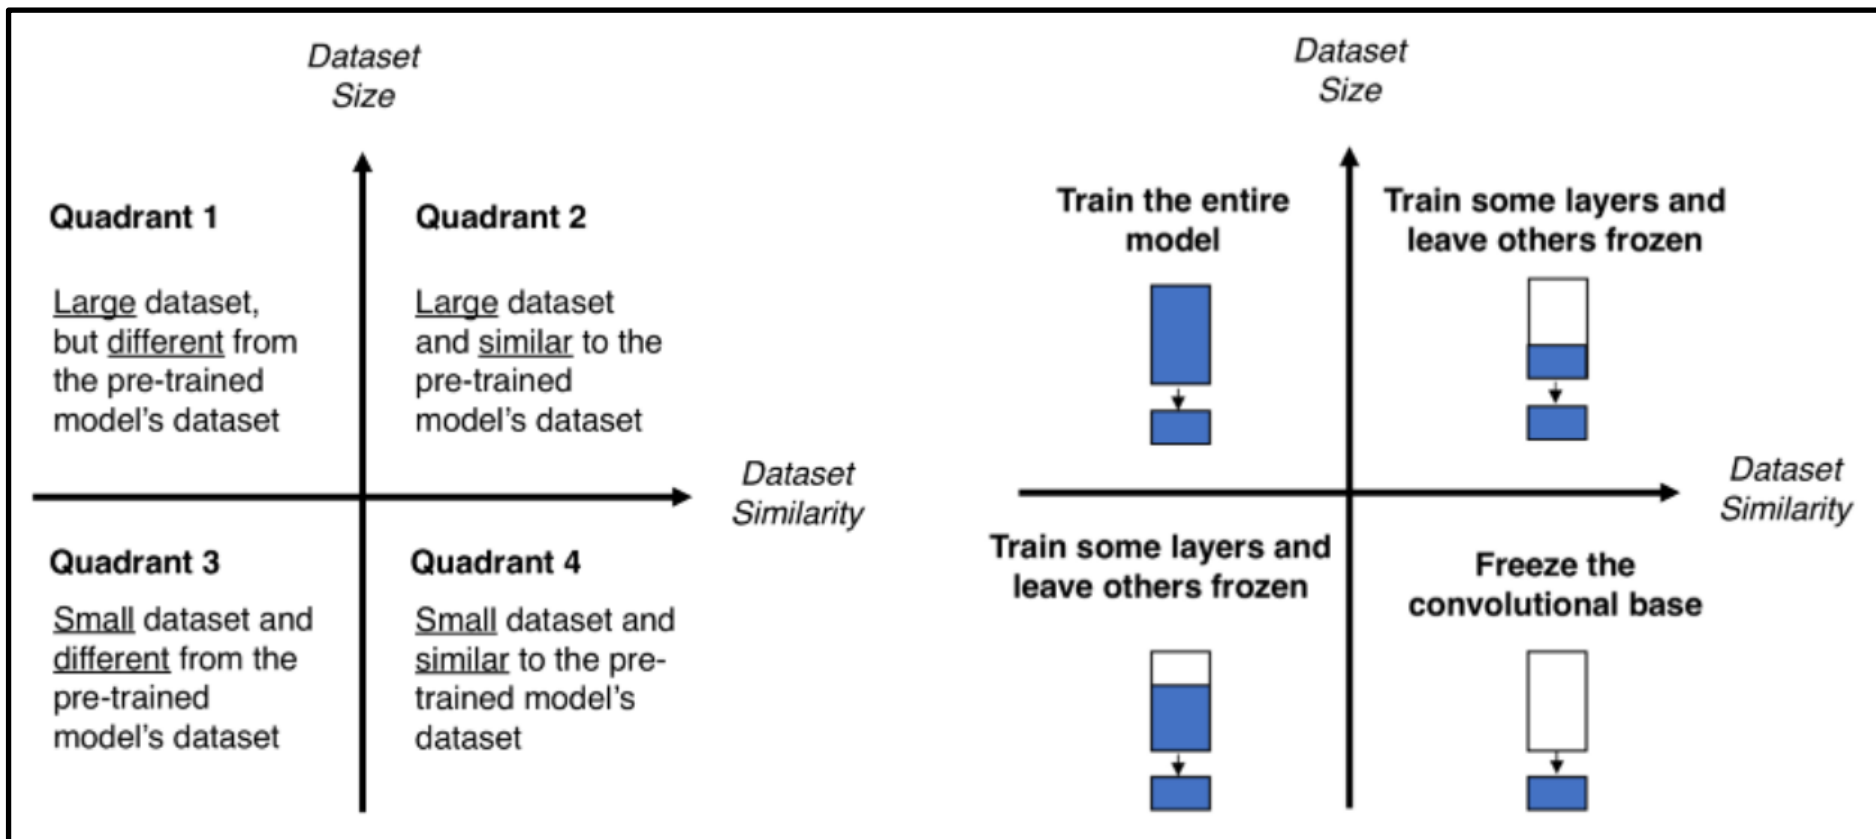 Dataset
Size
Quadrant 1
Large dataset,
but different from
the pre-trained
model's dataset
Quadrant 2
Large dataset
and similar to the
pre-trained
model's dataset
Dataset
Similarity
Quadrant 3
Small dataset and
different from the
pre-trained
model's dataset
Quadrant 4
Small dataset and
similar to the pre-
trained model's
dataset
Dataset
Size
Train the entire
model
Train some layers and
leave others frozen
Dataset
Similarity
Train some layers and
leave others frozen
Freeze the
convolutional base